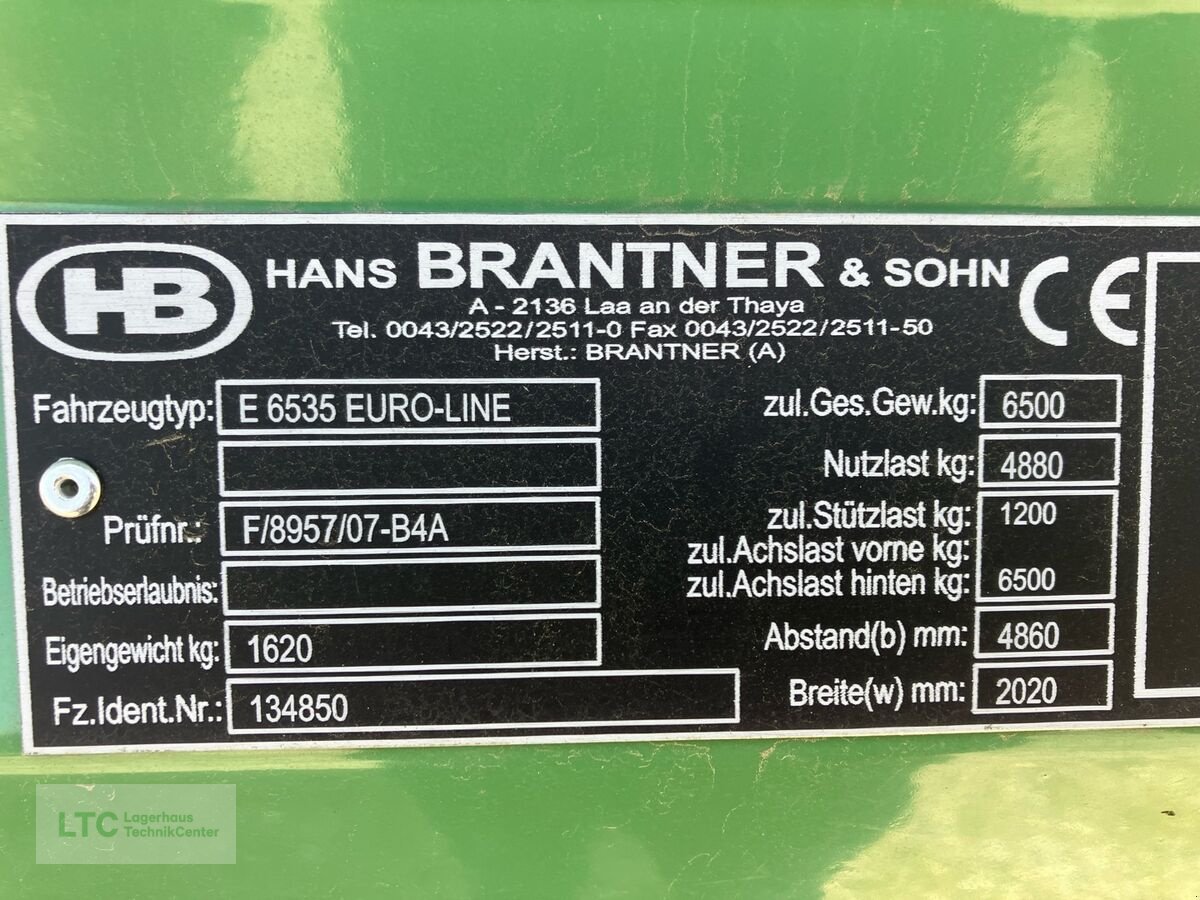 HB
HANS BRANTNER & SOHN
CE
A - 2136 Laa an der Thaya
Tel. 0043/2522/2511-0 Fax 0043/2522/2511-50
Herst.: BRANTNER (A)
Fahrzeugtyp: E 6535 EURO-LINE
Prüfnr.: F/8957/07-B4A
Betriebserlaubnis:
Eigengewicht kg: 1620
Fz.Ident.Nr.: 134850
zul.Ges.Gew.kg: 6500
Nutzlast kg: 4880
zul.Stützlast kg: 1200
zul.Achslast vorne kg:
zul.Achslast hinten kg: 6500
Abstand(b) mm: 4860
Breite(w) mm: 2020
LTC Lagerhaus
TechnikCenter